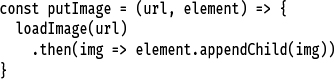 const putImage = (url, element) => {
  loadImage(url)
    .then(img => element.appendChild(img))
}